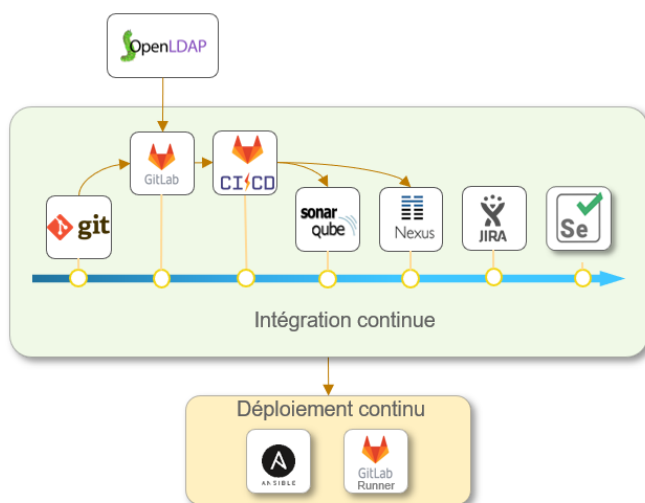 OpenLDAP
GitLab
CI/CD
git
sonar
qube
Nexus
JIRA
Se
Intégration continue
Déploiement continu
A
ANSIBLE
GitLab
Runner